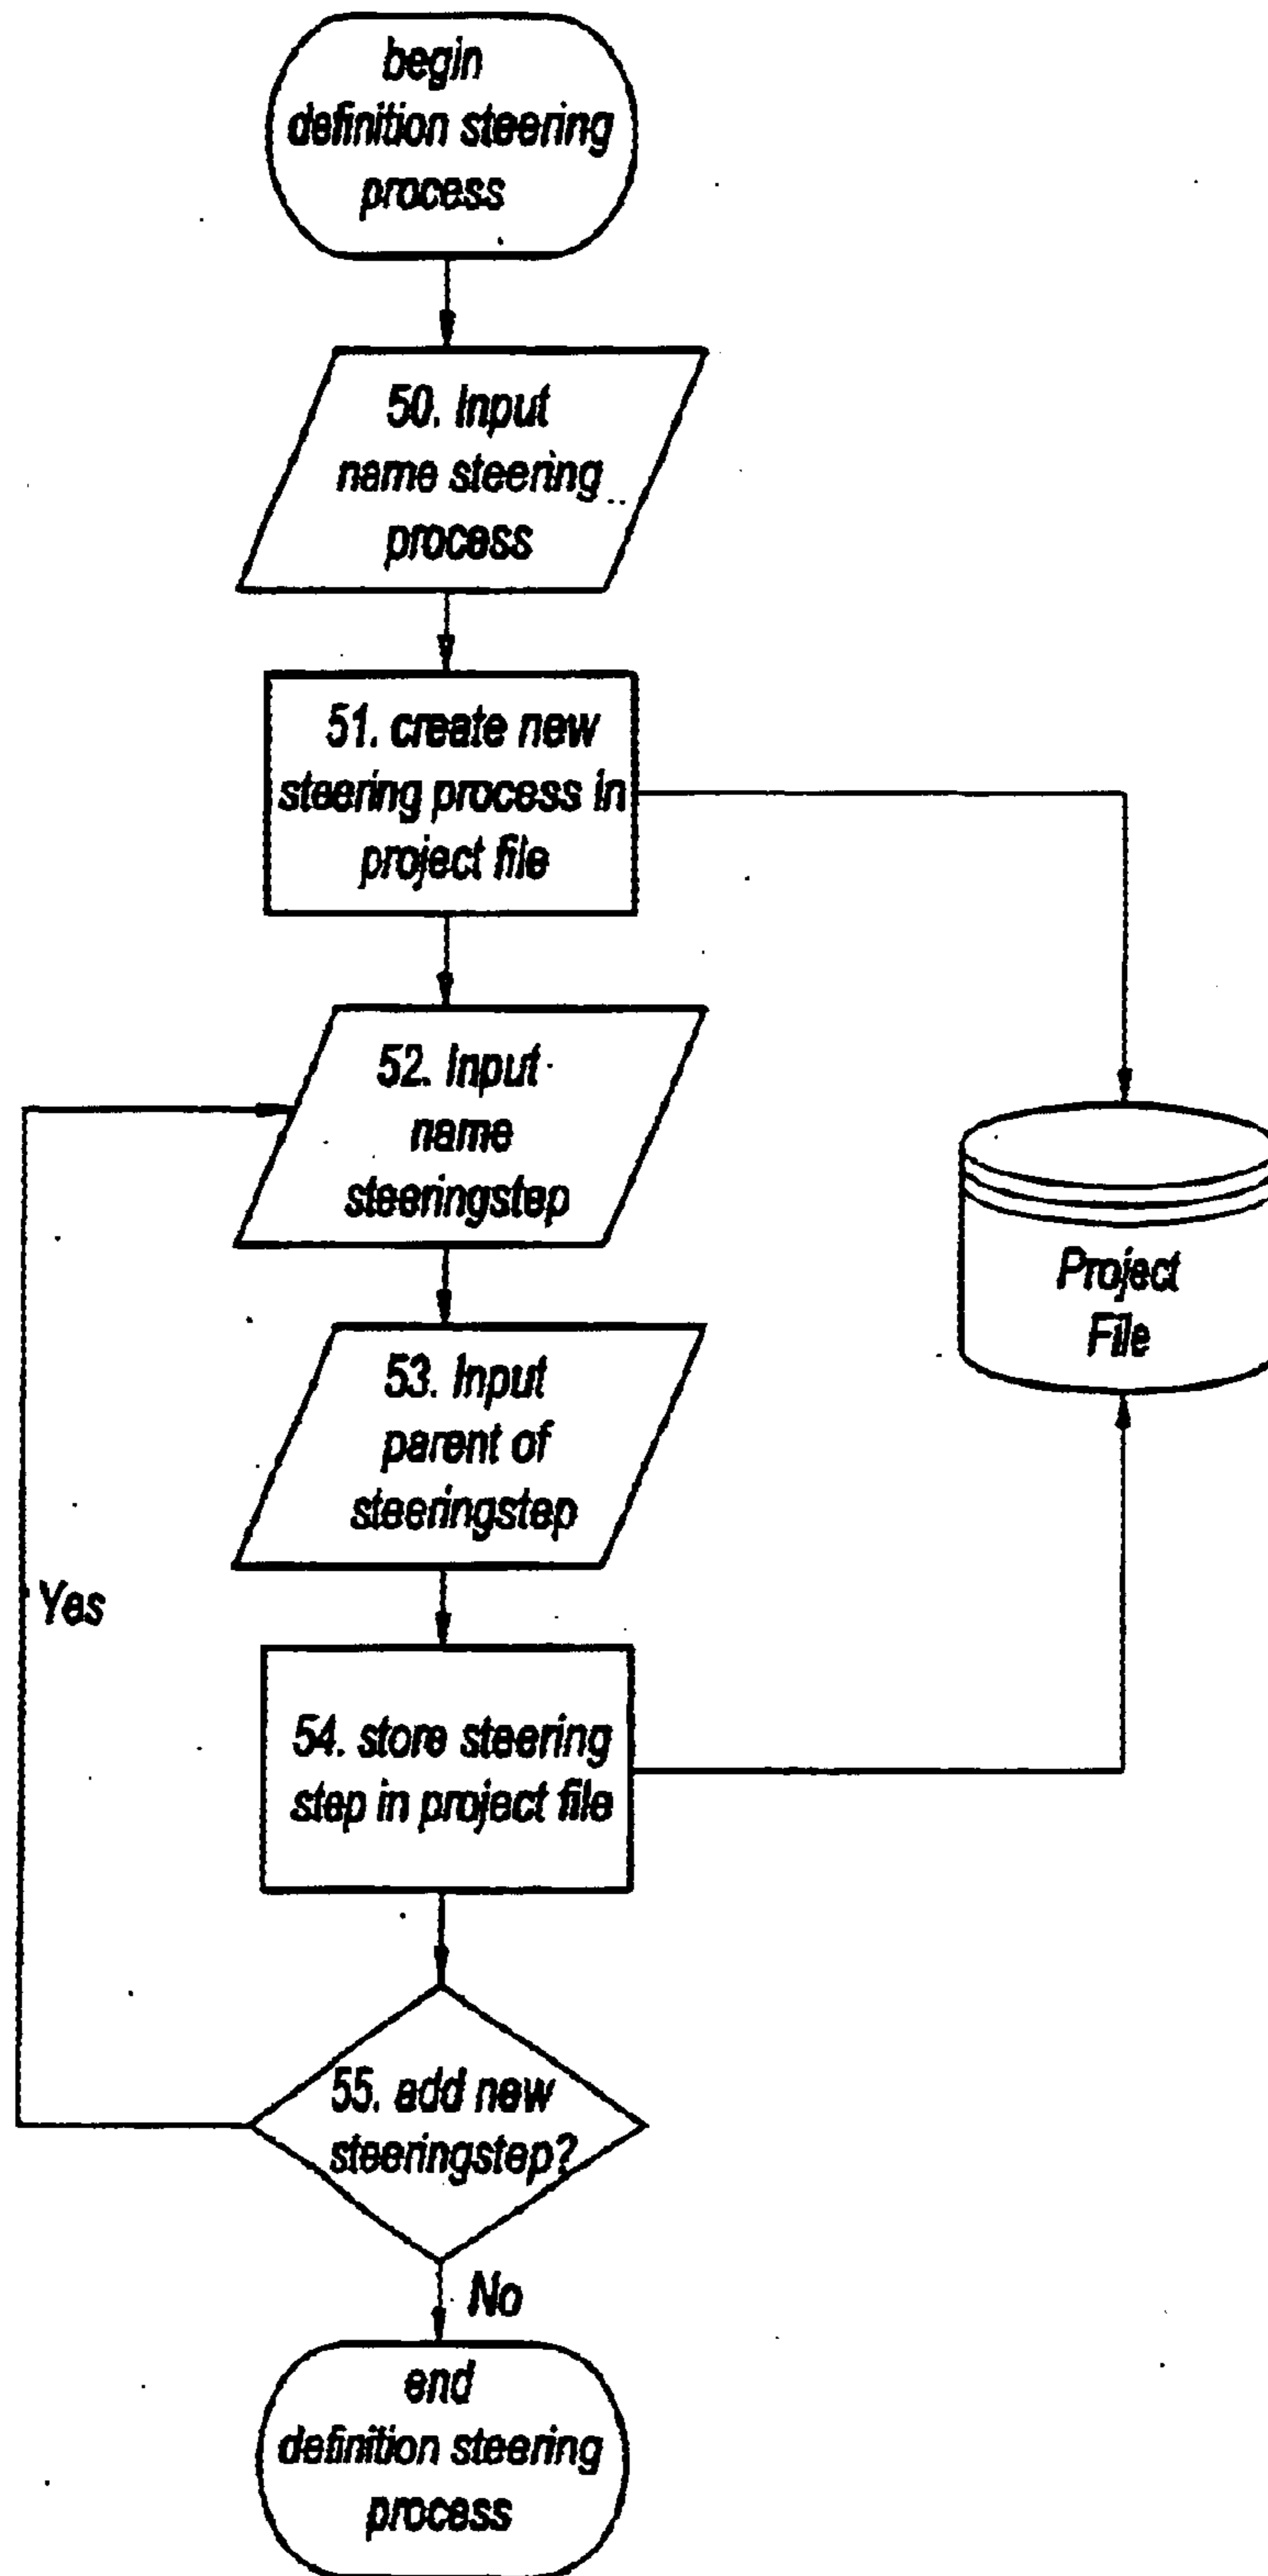 begin
definition steering
process
50. Input
name steering
process
51. create new
steering process in
project file
52. Input
name
steeringstep
Project
File
53. Input
parent of
steeringstep
Yes
54. store steering
step in project file
55. add new
steeringstep?
No
end
definition steering
process